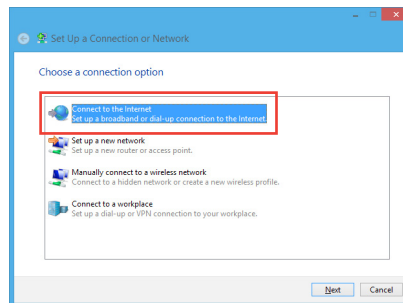 Set Up a Connection or Network
Choose a connection option
Connect to the Internet
Set up a broadband or dial-up connection to the Internet.
Set up a new network
Set up a new router or access point.
Manually connect to a wireless network
Connect to a hidden network or create a new wireless profile.
Connect to a workplace
Set up a dial-up or VPN connection to your workplace.
Next Cancel